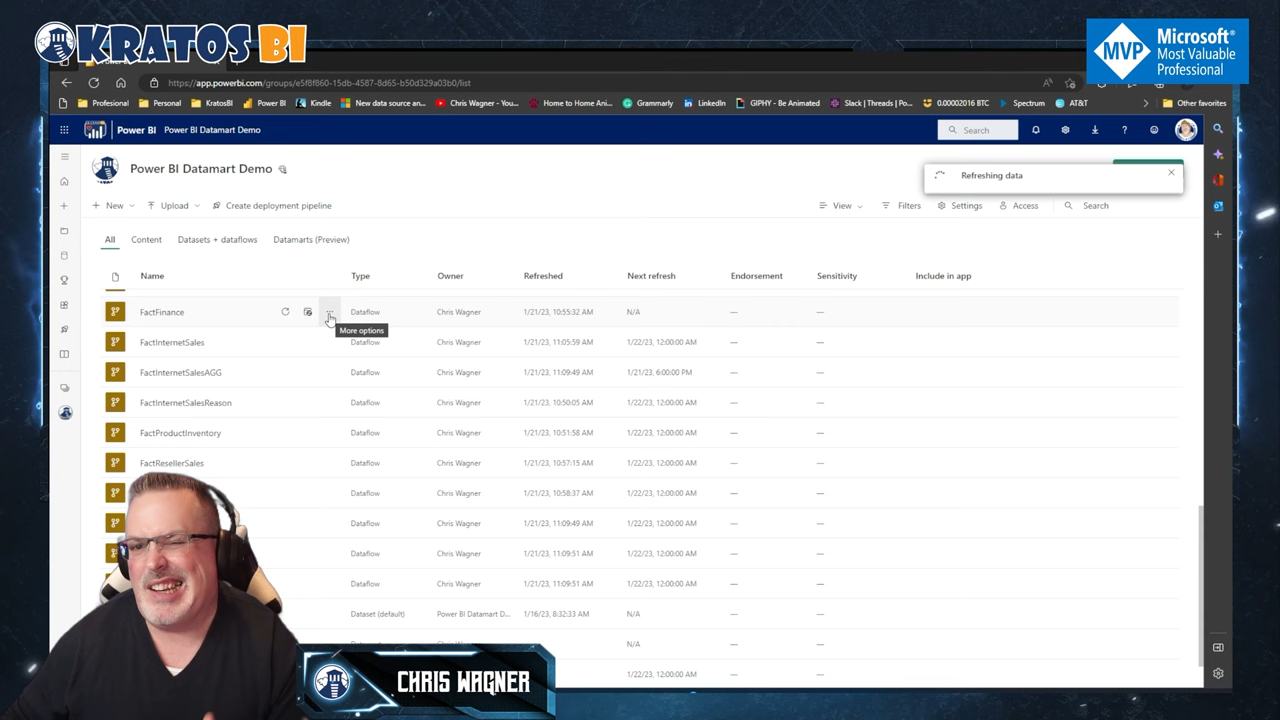 KRATOS BI
Microsoft®
Most Valuable
Professional
MVP
https://app.powerbi.com/groups/e5f8f860-15db-4587-8d65-b50d329a03b0/list
Profesional Personal KratosBI Power BI Kindle New data source an... Chris Wagner - You... Home to Home Ani... Grammarly LinkedIn GIPHY - Be Animated Slack | Threads | Po... 0.00002016 BTC Spectrum AT&T Other favorites
Power BI Power BI Datamart Demo Search
Power BI Datamart Demo
Refreshing data
New Upload Create deployment pipeline View Filters Settings Access Search
All Content Datasets + dataflows Datamarts (Preview)
Name Type Owner Refreshed Next refresh Endorsement Sensitivity Include in app
FactFinance Dataflow Chris Wagner 1/21/23, 10:55:32 AM N/A — —
More options
FactInternetSales Dataflow Chris Wagner 1/21/23, 11:05:59 AM 1/22/23, 12:00:00 AM — —
FactInternetSalesAGG Dataflow Chris Wagner 1/21/23, 11:09:49 AM 1/21/23, 6:00:00 PM — —
FactInternetSalesReason Dataflow Chris Wagner 1/21/23, 10:50:05 AM 1/22/23, 12:00:00 AM — —
FactProductInventory Dataflow Chris Wagner 1/21/23, 10:51:58 AM 1/22/23, 12:00:00 AM — —
FactResellerSales Dataflow Chris Wagner 1/21/23, 10:57:15 AM 1/22/23, 12:00:00 AM — —
Dataflow Chris Wagner 1/21/23, 10:58:37 AM 1/22/23, 12:00:00 AM — —
Dataflow Chris Wagner 1/21/23, 11:09:49 AM 1/22/23, 12:00:00 AM — —
Dataflow Chris Wagner 1/21/23, 11:09:51 AM 1/22/23, 12:00:00 AM — —
Dataflow Chris Wagner 1/21/23, 11:09:51 AM 1/22/23, 12:00:00 AM — —
Dataset (default) Power BI Datamart D... 1/16/23, 8:32:33 AM N/A — —
N/A — —
1/22/23, 12:00:00 AM — —
CHRIS WAGNER